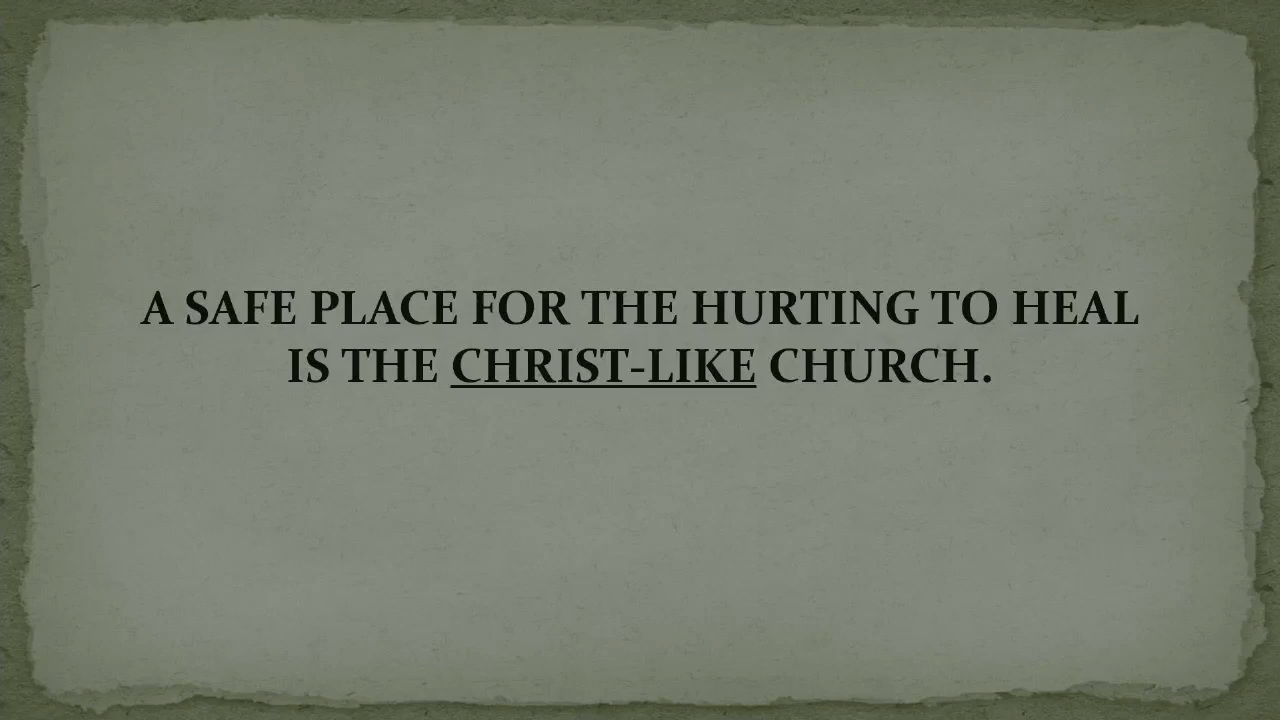 A SAFE PLACE FOR THE HURTING TO HEAL
IS THE CHRIST-LIKE CHURCH.